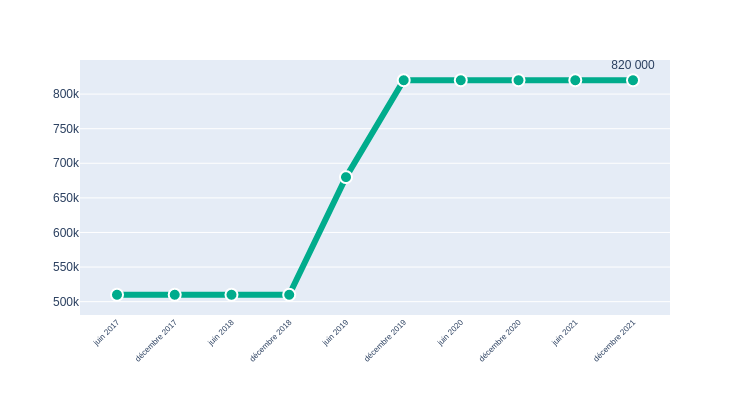 820 000
800k
750k
700k
650k
600k
550k
500k
juin 2017
décembre 2017
juin 2018
décembre 2018
juin 2019
décembre 2019
juin 2020
décembre 2020
juin 2021
décembre 2021